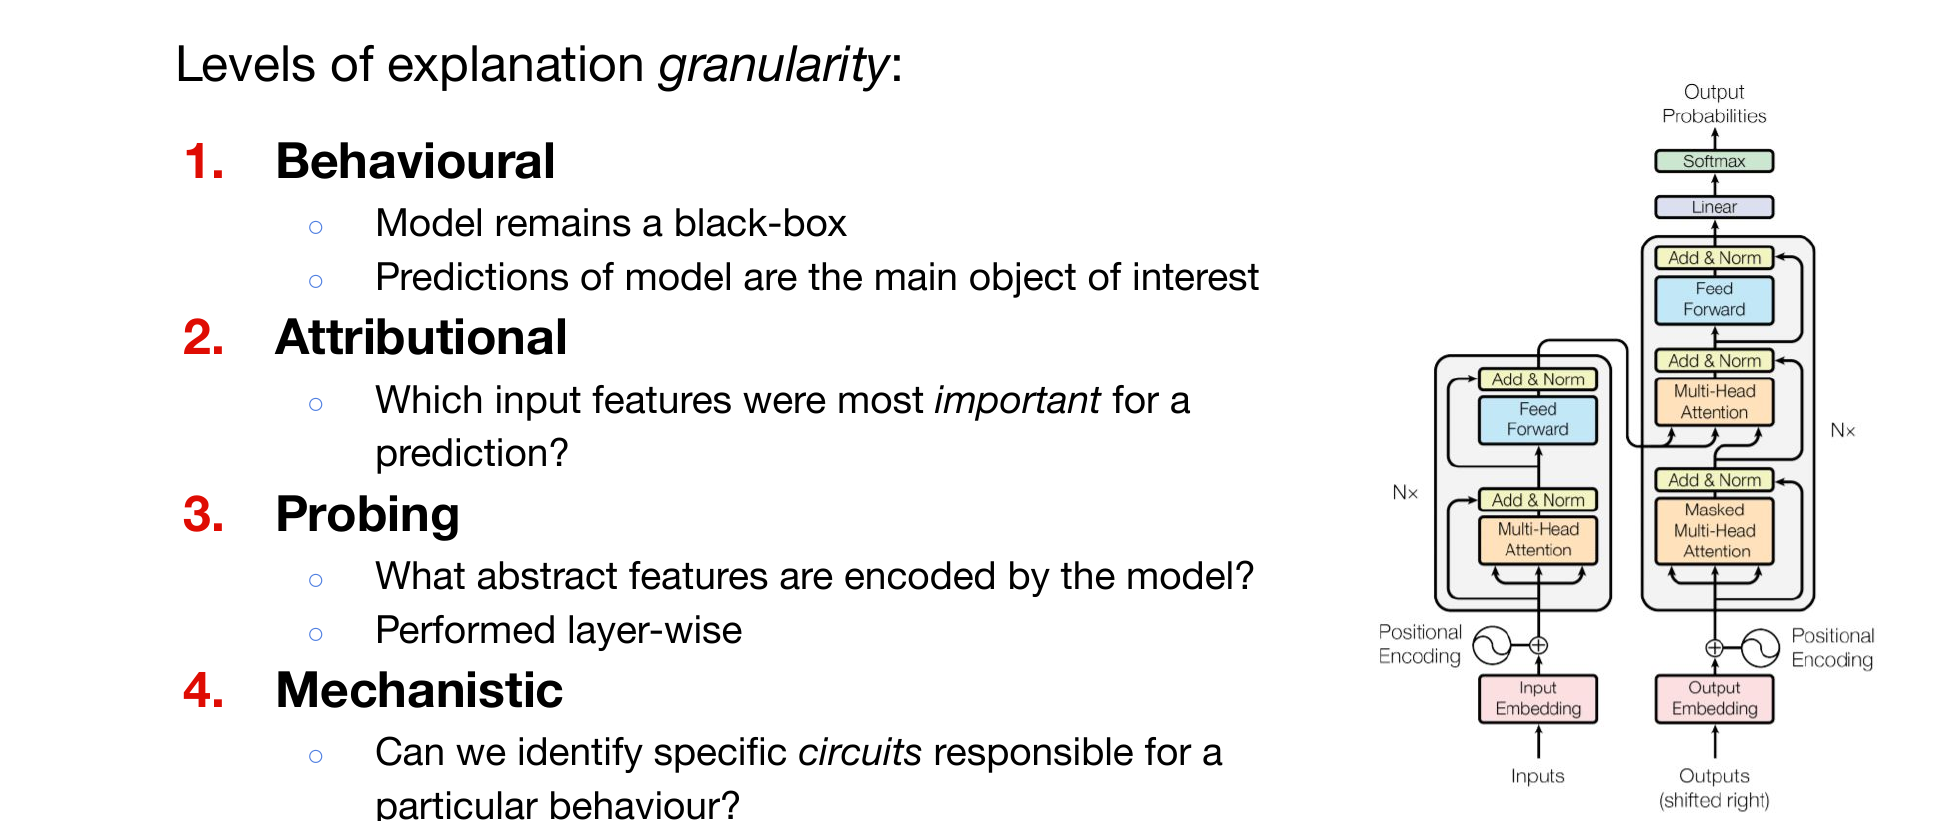 Levels of explanation granularity:
1. Behavioural
○ Model remains a black-box
○ Predictions of model are the main object of interest
2. Attributional
○ Which input features were most important for a
prediction?
3. Probing
○ What abstract features are encoded by the model?
○ Performed layer-wise
4. Mechanistic
○ Can we identify specific circuits responsible for a
particular behaviour?
Output
Probabilities
Softmax
Linear
Add & Norm
Feed
Forward
Add & Norm
Multi-Head
Attention
Nx
Add & Norm
Masked
Multi-Head
Attention
Add & Norm
Feed
Forward
Nx
Add & Norm
Multi-Head
Attention
Positional
Encoding
Positional
Encoding
Input
Embedding
Output
Embedding
Inputs
Outputs
(shifted right)